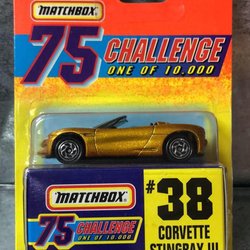 MATCHBOX
75 CHALLENGE
ONE OF 10,000
MATCHBOX
75 CHALLENGE
ONE OF 10,000
#38
CORVETTE
STINGRAY III